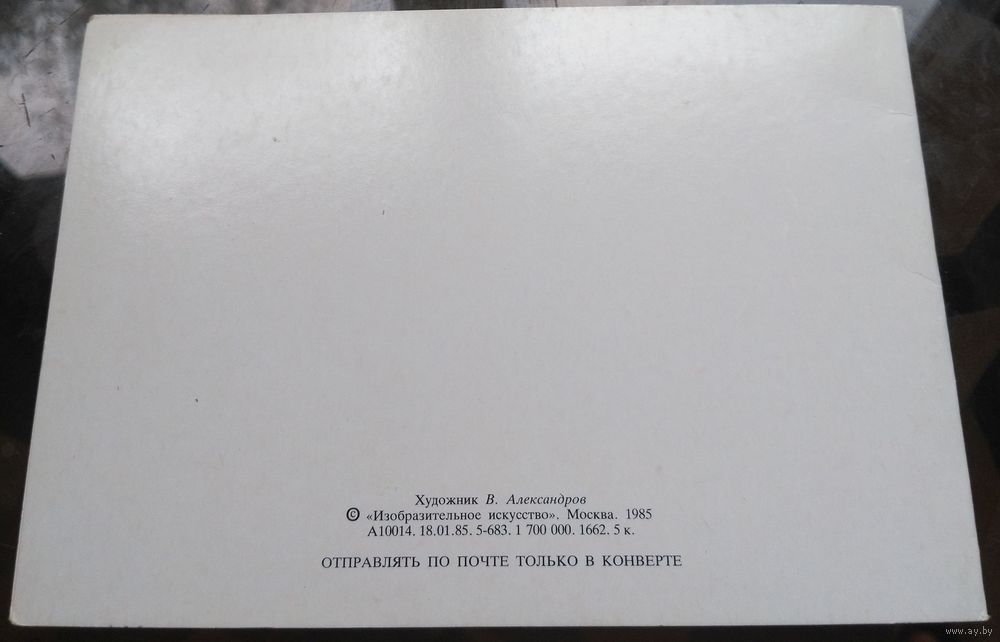 Художник В. Александров
© «Изобразительное искусство». Москва. 1985
А10014. 18.01.85. 5-683. 1 700 000. 1662. 5 к.
ОТПРАВЛЯТЬ ПО ПОЧТЕ ТОЛЬКО В КОНВЕРТЕ
www.ay.by